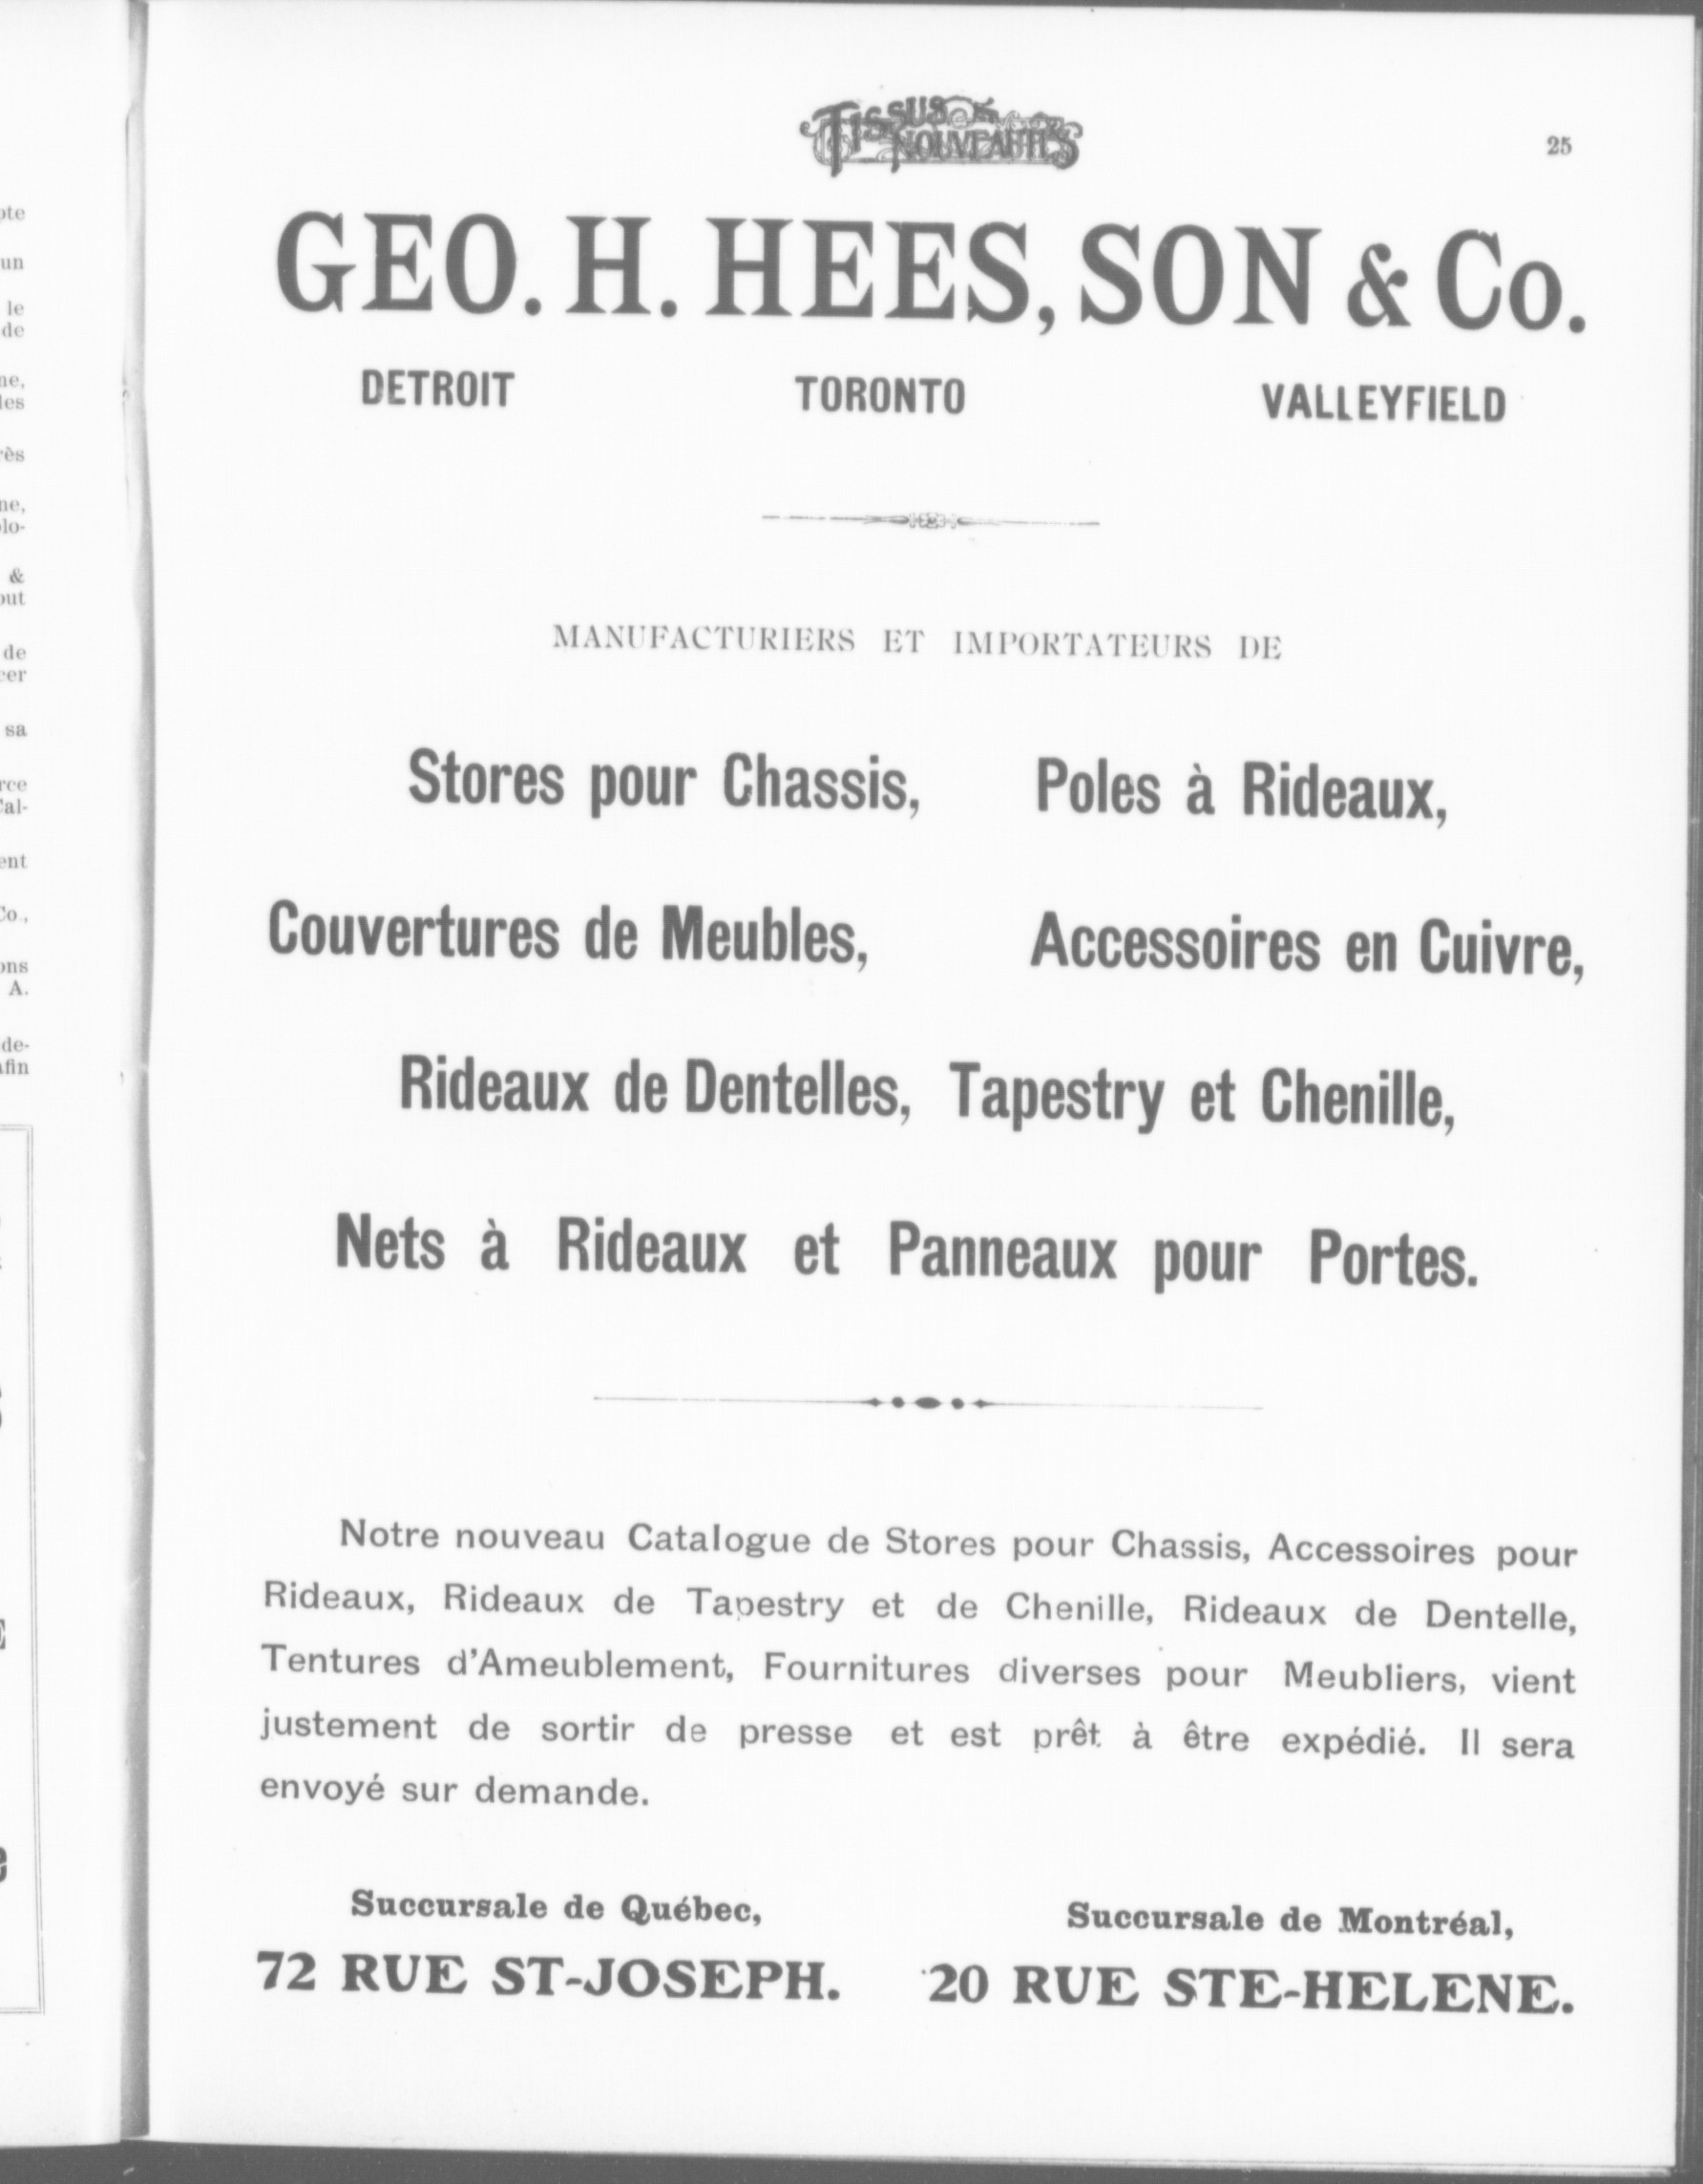 TISSUS & NOUVEAUTÉS
25
GEO. H. HEES, SON & Co.
DETROIT TORONTO VALLEYFIELD
MANUFACTURIERS ET IMPORTATEURS DE
Stores pour Chassis, Poles à Rideaux,
Couvertures de Meubles, Accessoires en Cuivre,
Rideaux de Dentelles, Tapestry et Chenille,
Nets à Rideaux et Panneaux pour Portes.
Notre nouveau Catalogue de Stores pour Chassis, Accessoires pour
Rideaux, Rideaux de Tapestry et de Chenille, Rideaux de Dentelle,
Tentures d'Ameublement, Fournitures diverses pour Meubliers, vient
justement de sortir de presse et est prêt à être expédié. Il sera
envoyé sur demande.
Succursale de Québec, Succursale de Montréal,
72 RUE ST-JOSEPH. 20 RUE STE-HELENE.